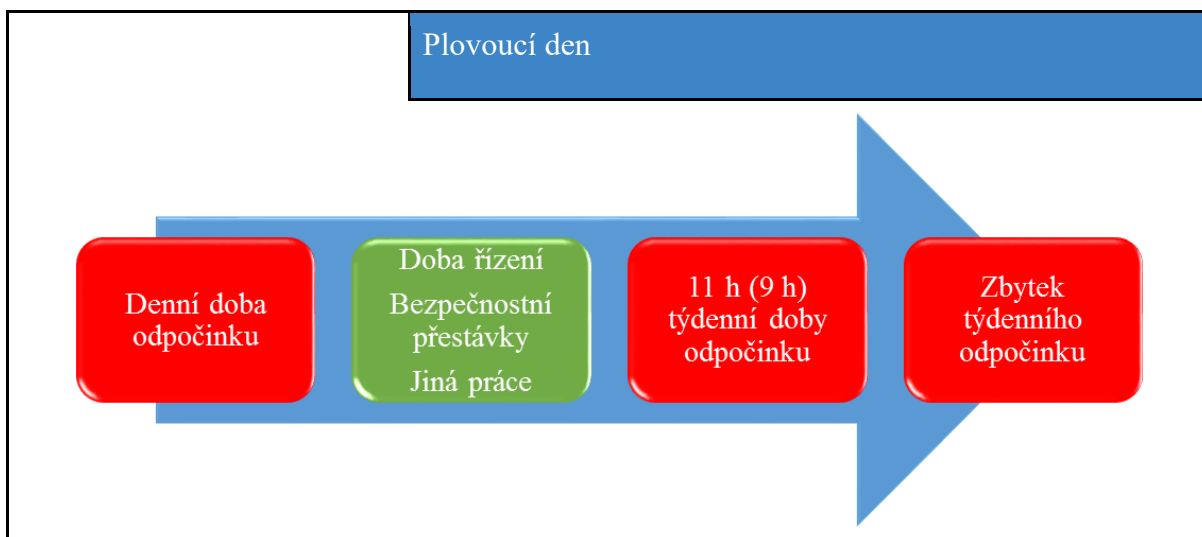 Plovoucí den
Denní doba
odpočinku
Doba řízení
Bezpečnostní
přestávky
Jiná práce
11 h (9 h)
týdenní doby
odpočinku
Zbytek
týdenního
odpočinku